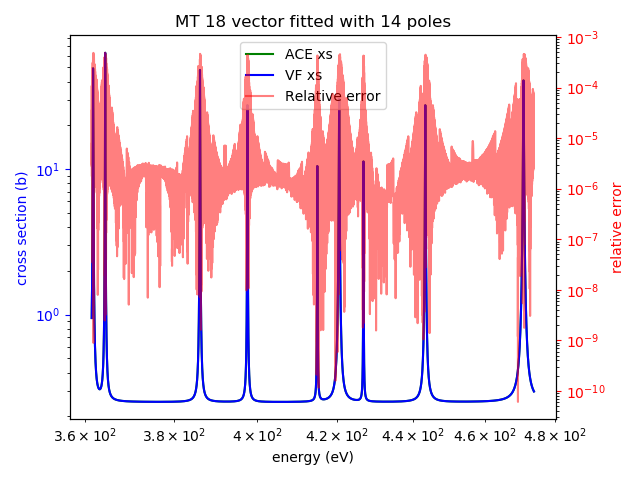 MT 18 vector fitted with 14 poles
ACE xs
VF xs
Relative error
cross section (b)
10¹
10⁰
relative error
10⁻³
10⁻⁴
10⁻⁵
10⁻⁶
10⁻⁷
10⁻⁸
10⁻⁹
10⁻¹⁰
3.6 × 10² 3.8 × 10² 4 × 10² 4.2 × 10² 4.4 × 10² 4.6 × 10² 4.8 × 10²
energy (eV)